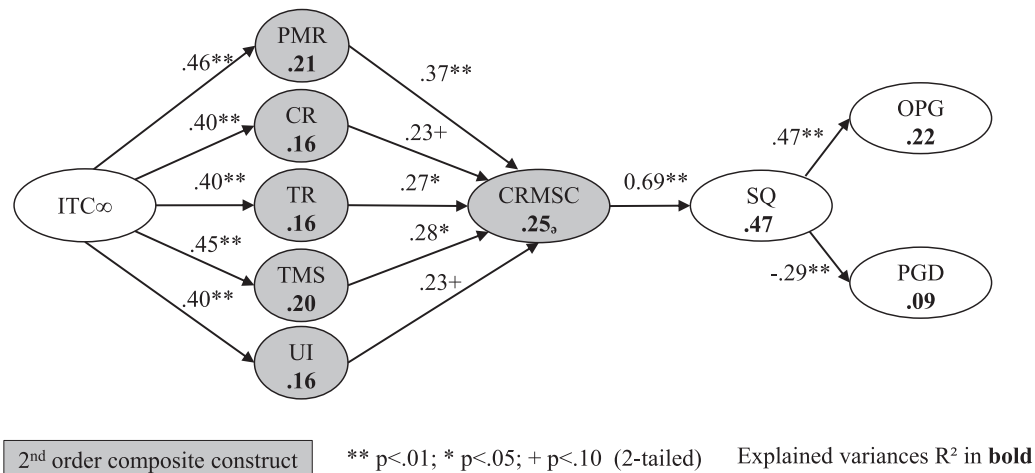 PMR
.21
.46**
.37**
CR
.16
.40**
.23+
OPG
.22
.47**
ITC∞
.40**
TR
.16
.27*
CRMSC
.25ₔ
0.69**
SQ
.47
.45**
TMS
.20
.28*
-.29**
PGD
.09
.40**
UI
.16
.23+
2nd order composite construct
** p<.01; * p<.05; + p<.10 (2-tailed)
Explained variances R² in bold